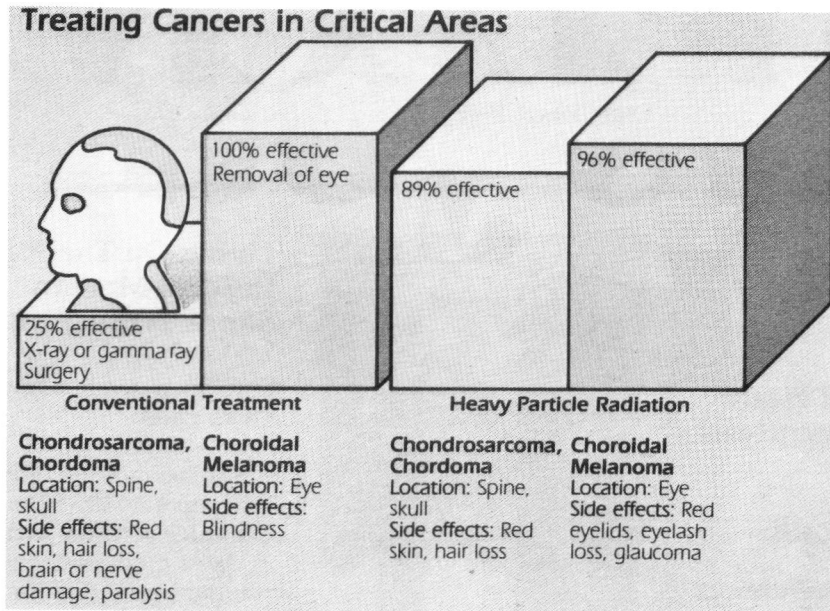 Treating Cancers in Critical Areas
100% effective
Removal of eye
96% effective
89% effective
25% effective
X-ray or gamma ray
Surgery
Conventional Treatment
Heavy Particle Radiation
Chondrosarcoma,
Chordoma
Location: Spine,
skull
Side effects: Red
skin, hair loss,
brain or nerve
damage, paralysis
Choroidal
Melanoma
Location: Eye
Side effects:
Blindness
Chondrosarcoma,
Chordoma
Location: Spine,
skull
Side effects: Red
skin, hair loss
Choroidal
Melanoma
Location: Eye
Side effects: Red
eyelids, eyelash
loss, glaucoma